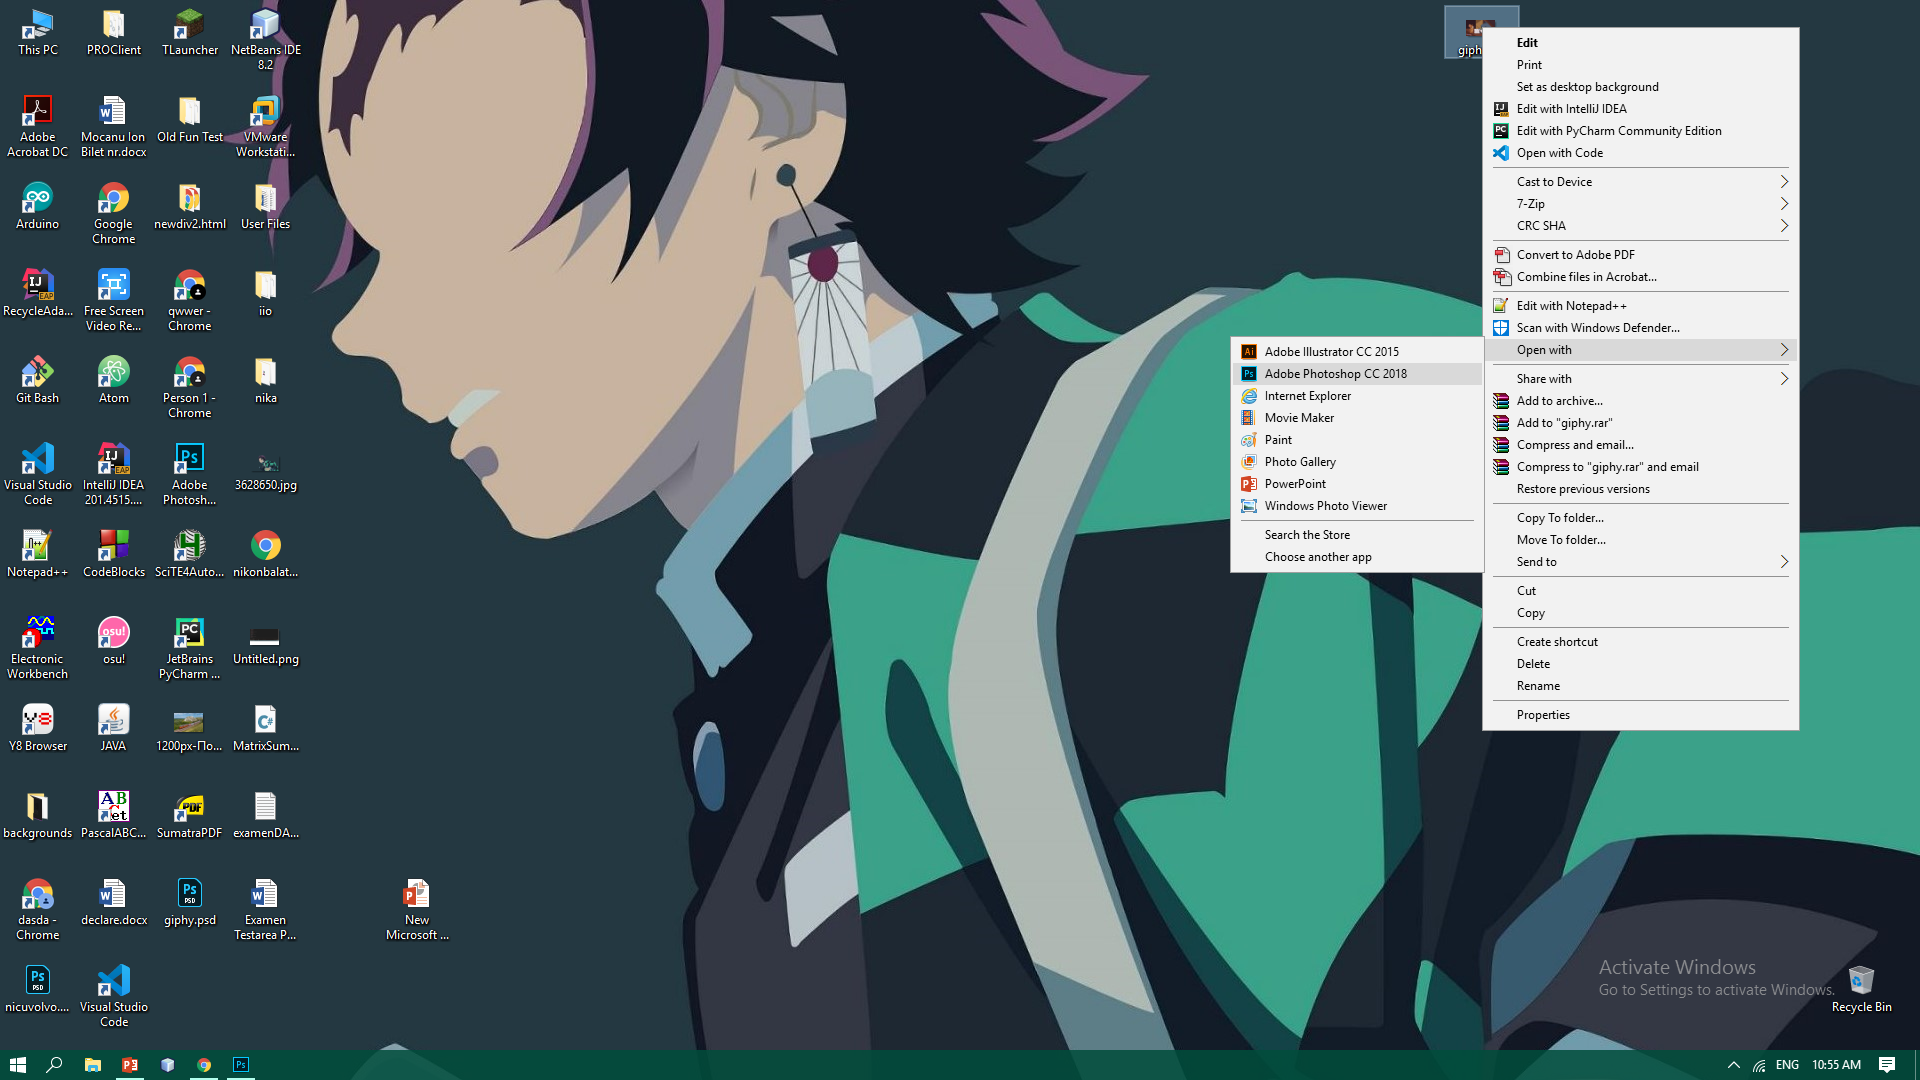 This PC
PROClient
TLauncher
NetBeans IDE
8.2
Adobe
Acrobat DC
Mocanu Ion
Bilet nr.docx
Old Fun Test
VMware
Workstati...
Arduino
Google
Chrome
newdiv2.html
User Files
RecycleAda...
Free Screen
Video Re...
qwwer -
Chrome
iio
Git Bash
Atom
Person 1 -
Chrome
nika
Visual Studio
Code
IntelliJ IDEA
201.4515....
Adobe
Photosh...
3628650.jpg
Notepad++
CodeBlocks
SciTE4Auto...
nikonbalat...
Electronic
Workbench
osu!
JetBrains
PyCharm ...
Untitled.png
Y8 Browser
JAVA
1200px-По...
MatrixSum...
backgrounds
PascalABC...
SumatraPDF
examenDA...
dasda -
Chrome
declare.docx
giphy.psd
Examen
Testarea P...
New
Microsoft ...
nicuvolvo....
Visual Studio
Code
giph
Edit
Print
Set as desktop background
Edit with IntelliJ IDEA
Edit with PyCharm Community Edition
Open with Code
Cast to Device
7-Zip
CRC SHA
Convert to Adobe PDF
Combine files in Acrobat...
Edit with Notepad++
Scan with Windows Defender...
Open with
Share with
Add to archive...
Add to "giphy.rar"
Compress and email...
Compress to "giphy.rar" and email
Restore previous versions
Copy To folder...
Move To folder...
Send to
Cut
Copy
Create shortcut
Delete
Rename
Properties
Adobe Illustrator CC 2015
Adobe Photoshop CC 2018
Internet Explorer
Movie Maker
Paint
Photo Gallery
PowerPoint
Windows Photo Viewer
Search the Store
Choose another app
Activate Windows
Go to Settings to activate Windows.
Recycle Bin
ENG
10:55 AM